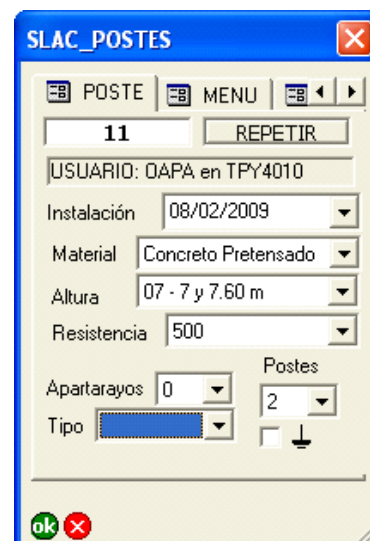 SLAC_POSTES
POSTE MENU
11 REPETIR
USUARIO: OAPA en TPY4010
Instalación 08/02/2009
Material Concreto Pretensado
Altura 07 - 7 y 7.60 m
Resistencia 500
Postes
Apartarayos 0 2
Tipo
ok